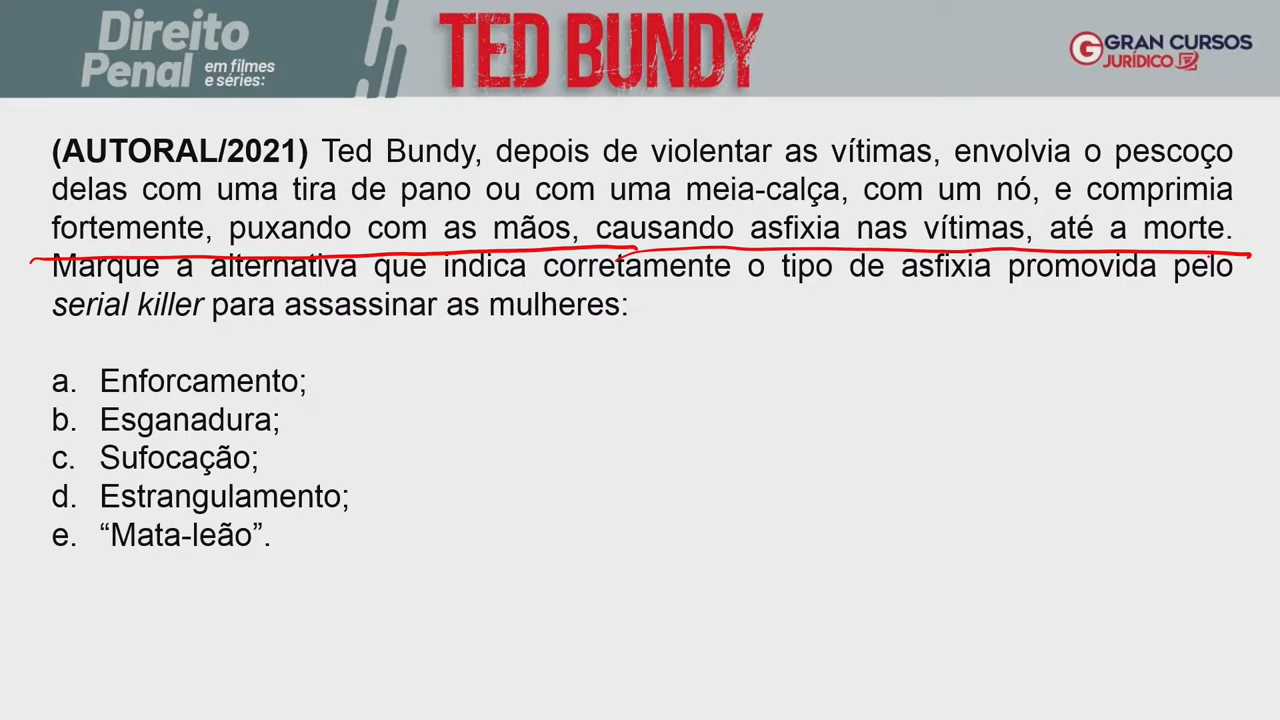 Direito
Penal em filmes
e séries:
TED BUNDY
GRAN CURSOS
JURÍDICO
(AUTORAL/2021) Ted Bundy, depois de violentar as vítimas, envolvia o pescoço
delas com uma tira de pano ou com uma meia-calça, com um nó, e comprimia
fortemente, puxando com as mãos, causando asfixia nas vítimas, até a morte.
Marque a alternativa que indica corretamente o tipo de asfixia promovida pelo
serial killer para assassinar as mulheres:
a. Enforcamento;
b. Esganadura;
c. Sufocação;
d. Estrangulamento;
e. “Mata-leão”.